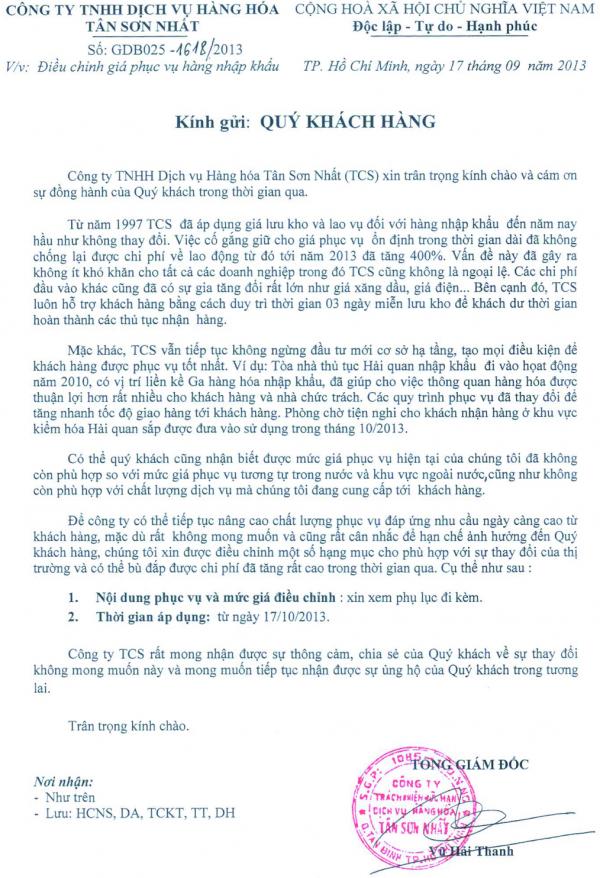 CÔNG TY TNHH DỊCH VỤ HÀNG HÓA
TÂN SƠN NHẤT
Số: GDB025 -1618/2013
V/v: Điều chỉnh giá phục vụ hàng nhập khẩu
CỘNG HOÀ XÃ HỘI CHỦ NGHĨA VIỆT NAM
Độc lập - Tự do - Hạnh phúc
TP. Hồ Chí Minh, ngày 17 tháng 09 năm 2013
Kính gửi: QUÝ KHÁCH HÀNG
Công ty TNHH Dịch vụ Hàng hóa Tân Sơn Nhất (TCS) xin trân trọng kính chào và cám ơn
sự đồng hành của Quý khách trong thời gian qua.
Từ năm 1997 TCS đã áp dụng giá lưu kho và lao vụ đối với hàng nhập khẩu đến năm nay
hầu như không thay đổi. Việc cố gắng giữ cho giá phục vụ ổn định trong thời gian dài đã không
chống lại được chi phí về lao động từ đó tới năm 2013 đã tăng 400%. Vấn đề này đã gây ra
không ít khó khăn cho tất cả các doanh nghiệp trong đó TCS cũng không là ngoại lệ. Các chi phí
đầu vào khác cũng đã có sự gia tăng đổi rất lớn như giá xăng dầu, giá điện... Bên cạnh đó, TCS
luôn hỗ trợ khách hàng bằng cách duy trì thời gian 03 ngày miễn lưu kho để khách dư thời gian
hoàn thành các thủ tục nhận hàng.
Mặc khác, TCS vẫn tiếp tục không ngừng đầu tư mới cơ sở hạ tầng, tạo mọi điều kiện để
khách hàng được phục vụ tốt nhất. Ví dụ: Tòa nhà thủ tục Hải quan nhập khẩu đi vào hoạt động
năm 2010, có vị trí liền kề Ga hàng hóa nhập khẩu, đã giúp cho việc thông quan hàng hóa được
thuận lợi hơn rất nhiều cho khách hàng và nhà chức trách. Các quy trình phục vụ đã thay đổi để
tăng nhanh tốc độ giao hàng tới khách hàng. Phòng chờ tiện nghi cho khách nhận hàng ở khu vực
kiểm hóa Hải quan sắp được đưa vào sử dụng trong tháng 10/2013.
Có thể quý khách cũng nhận biết được mức giá phục vụ hiện tại của chúng tôi đã không
còn phù hợp so với mức giá phục vụ tương tự trong nước và khu vực ngoài nước,cũng như không
còn phù hợp với chất lượng dịch vụ mà chúng tôi đang cung cấp tới khách hàng.
Để công ty có thể tiếp tục nâng cao chất lượng phục vụ đáp ứng nhu cầu ngày càng cao từ
khách hàng, mặc dù rất không mong muốn và cũng rất cân nhắc để hạn chế ảnh hưởng đến Quý
khách hàng, chúng tôi xin được điều chỉnh một số hạng mục cho phù hợp với sự thay đổi của thị
trường và có thể bù đắp được chi phí đã tăng rất cao trong thời gian qua. Cụ thể như sau :
1. Nội dung phục vụ và mức giá điều chỉnh : xin xem phụ lục đi kèm.
2. Thời gian áp dụng: từ ngày 17/10/2013.
Công ty TCS rất mong nhận được sự thông cảm, chia sẻ của Quý khách về sự thay đổi
không mong muốn này và mong muốn tiếp tục nhận được sự ủng hộ của Quý khách trong tương
lai.
Trân trọng kính chào.
TỔNG GIÁM ĐỐC
Nơi nhận:
- Như trên
- Lưu: HCNS, DA, TCKT, TT, DH
CÔNG TY
TRÁCH NHIỆM HỮU HẠN
DỊCH VỤ HÀNG HÓA
TÂN SƠN NHẤT
Vũ Hải Thanh